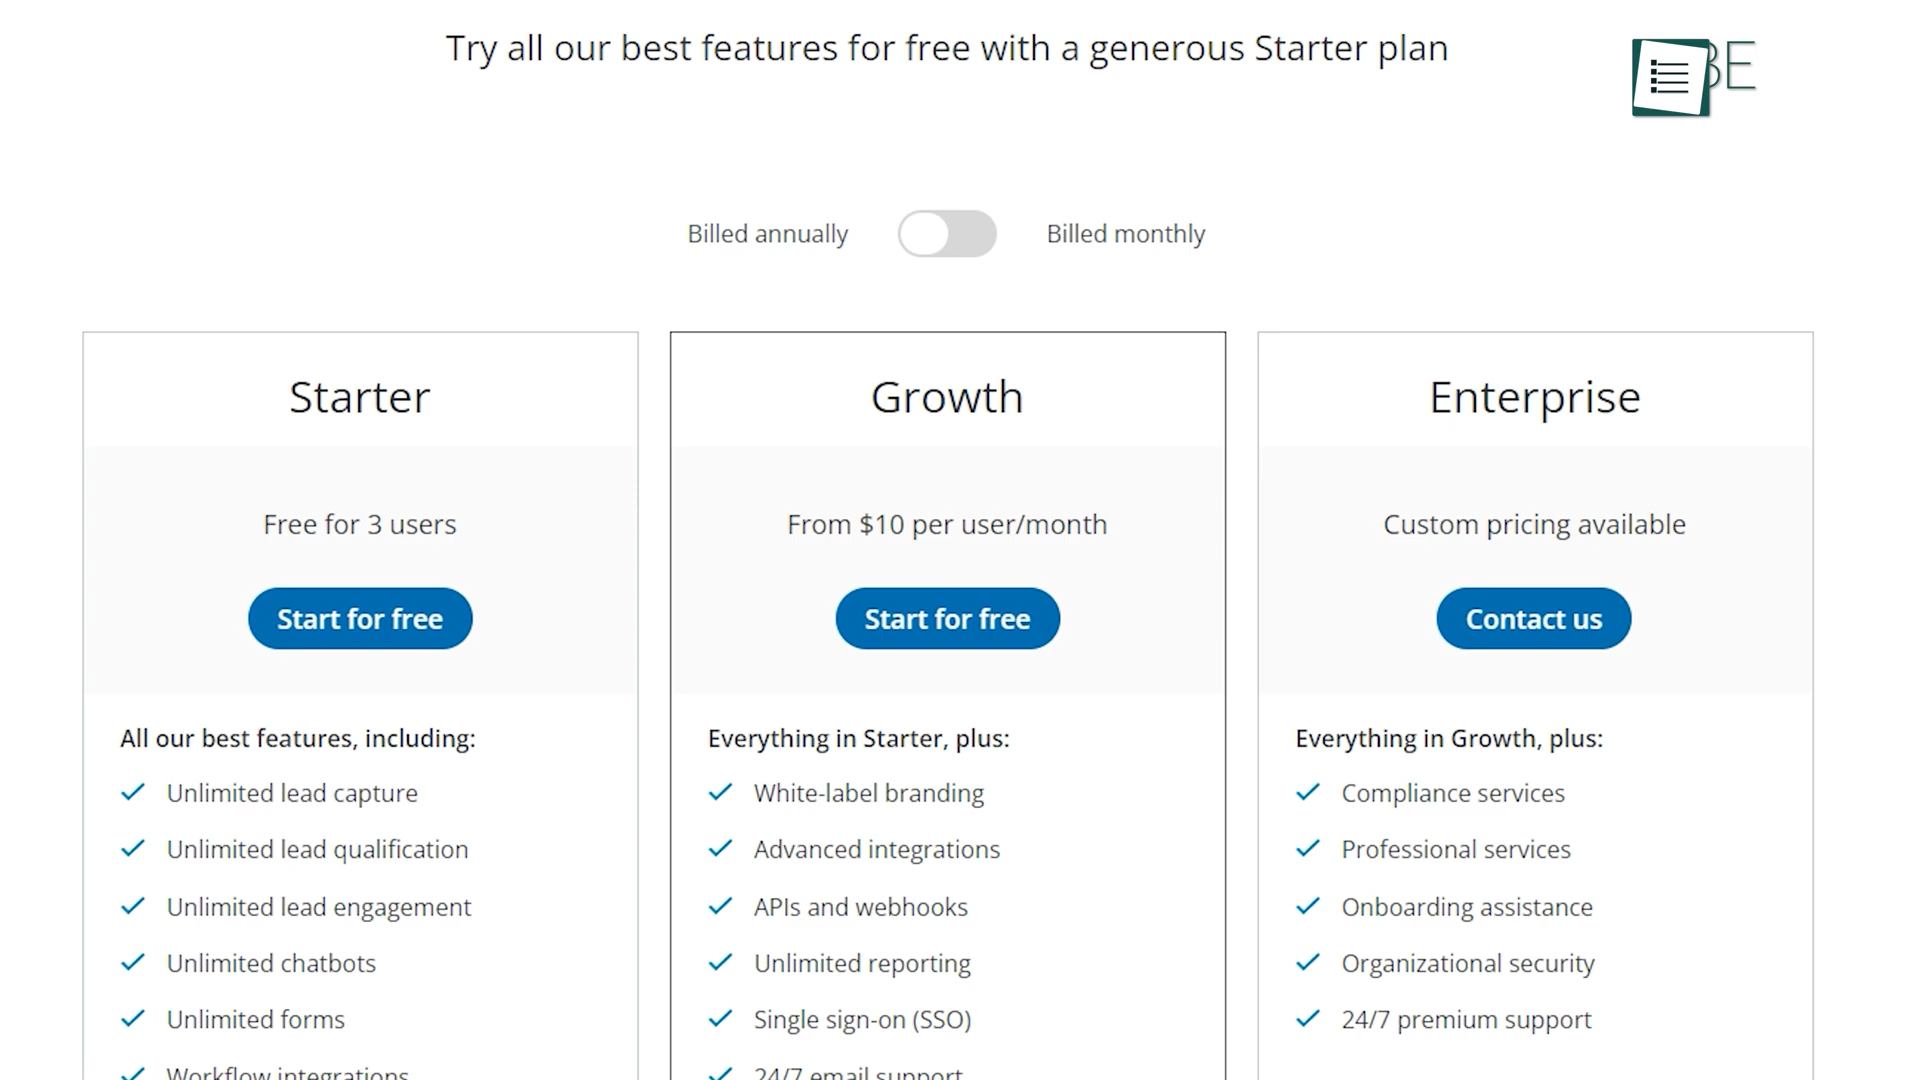 Try all our best features for free with a generous Starter plan
BE
Billed annually
Billed monthly
Starter
Free for 3 users
Start for free
All our best features, including:
Unlimited lead capture
Unlimited lead qualification
Unlimited lead engagement
Unlimited chatbots
Unlimited forms
Workflow integrations
Growth
From $10 per user/month
Start for free
Everything in Starter, plus:
White-label branding
Advanced integrations
APIs and webhooks
Unlimited reporting
Single sign-on (SSO)
24/7 email support
Enterprise
Custom pricing available
Contact us
Everything in Growth, plus:
Compliance services
Professional services
Onboarding assistance
Organizational security
24/7 premium support